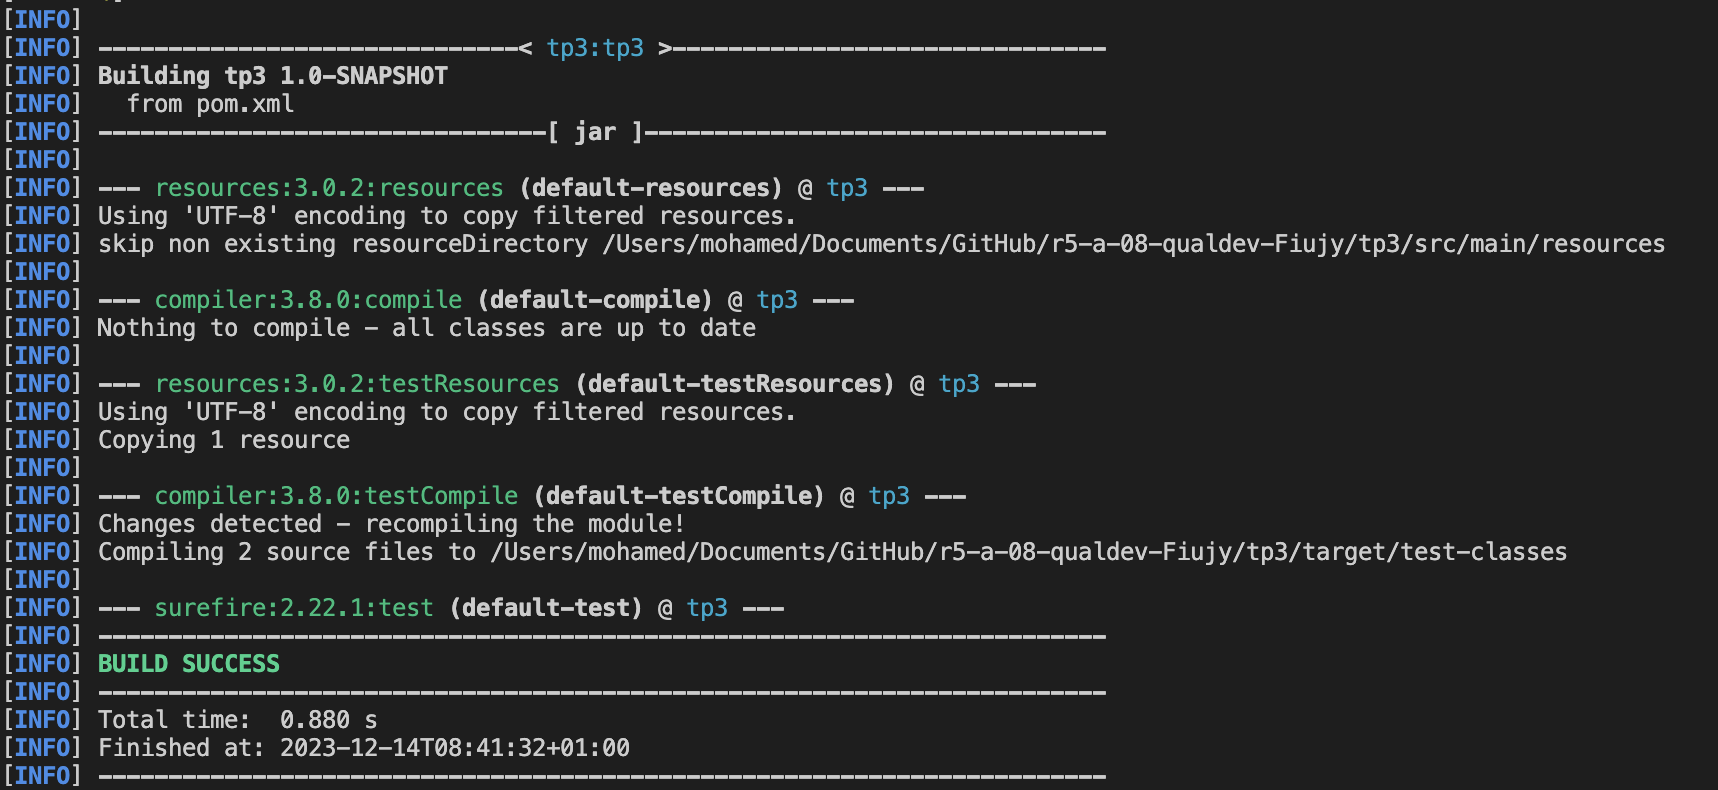 [INFO]
[INFO] ------------------------------< tp3:tp3 >-------------------------------
[INFO] Building tp3 1.0-SNAPSHOT
[INFO]   from pom.xml
[INFO] --------------------------------[ jar ]---------------------------------
[INFO]
[INFO] --- resources:3.0.2:resources (default-resources) @ tp3 ---
[INFO] Using 'UTF-8' encoding to copy filtered resources.
[INFO] skip non existing resourceDirectory /Users/mohamed/Documents/GitHub/r5-a-08-qualdev-Fiujy/tp3/src/main/resources
[INFO]
[INFO] --- compiler:3.8.0:compile (default-compile) @ tp3 ---
[INFO] Nothing to compile - all classes are up to date
[INFO]
[INFO] --- resources:3.0.2:testResources (default-testResources) @ tp3 ---
[INFO] Using 'UTF-8' encoding to copy filtered resources.
[INFO] Copying 1 resource
[INFO]
[INFO] --- compiler:3.8.0:testCompile (default-testCompile) @ tp3 ---
[INFO] Changes detected - recompiling the module!
[INFO] Compiling 2 source files to /Users/mohamed/Documents/GitHub/r5-a-08-qualdev-Fiujy/tp3/target/test-classes
[INFO]
[INFO] --- surefire:2.22.1:test (default-test) @ tp3 ---
[INFO] ------------------------------------------------------------------------
[INFO] BUILD SUCCESS
[INFO] ------------------------------------------------------------------------
[INFO] Total time:  0.880 s
[INFO] Finished at: 2023-12-14T08:41:32+01:00
[INFO] ------------------------------------------------------------------------